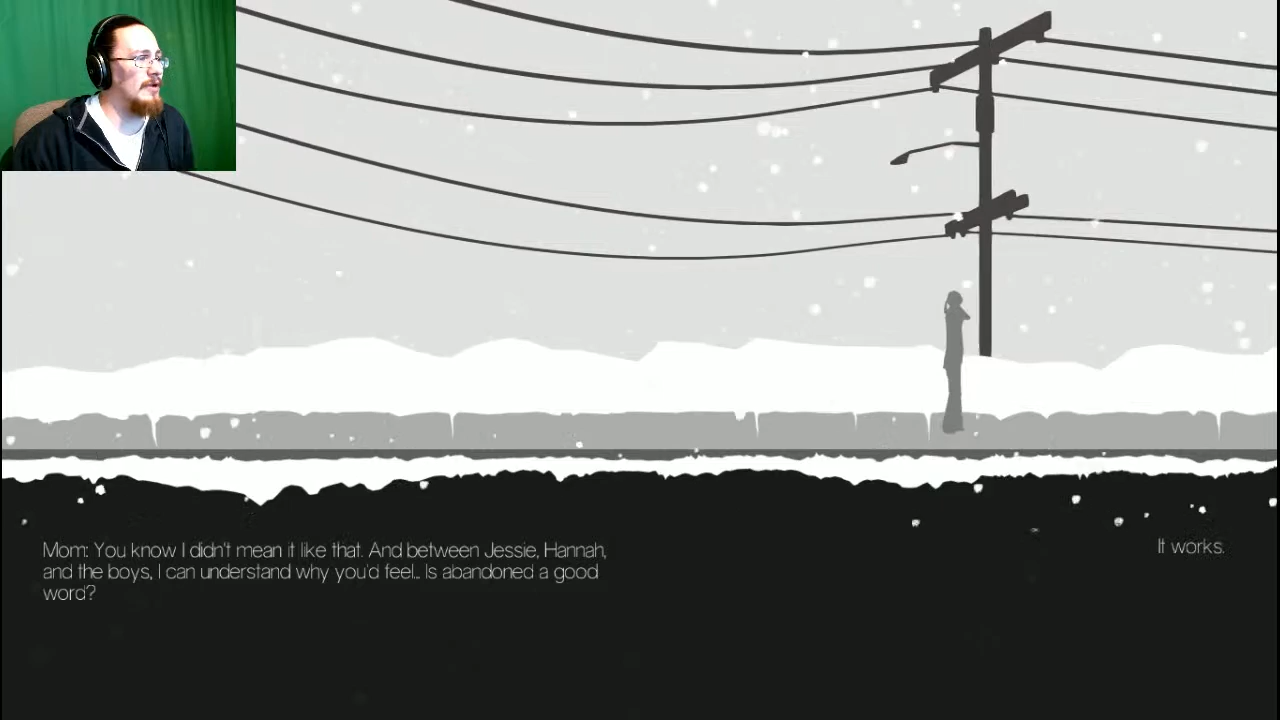 Mom: You know I didn't mean it like that. And between Jessie, Hannah,
and the boys, I can understand why you'd feel... Is abandoned a good
word?
It works.